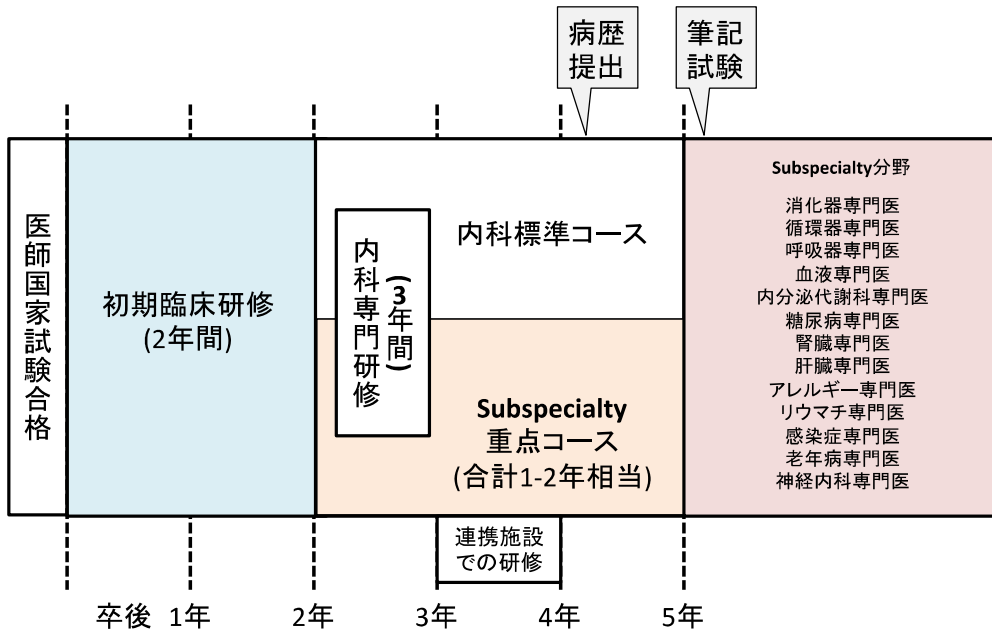 病歴
提出
筆記
試験
医師国家試験合格
初期臨床研修
(2年間)
内科専門研修
(3年間)
内科標準コース
Subspecialty
重点コース
(合計1-2年相当)
Subspecialty分野
消化器専門医
循環器専門医
呼吸器専門医
血液専門医
内分泌代謝科専門医
糖尿病専門医
腎臓専門医
肝臓専門医
アレルギー専門医
リウマチ専門医
感染症専門医
老年病専門医
神経内科専門医
連携施設
での研修
卒後 1年 2年 3年 4年 5年